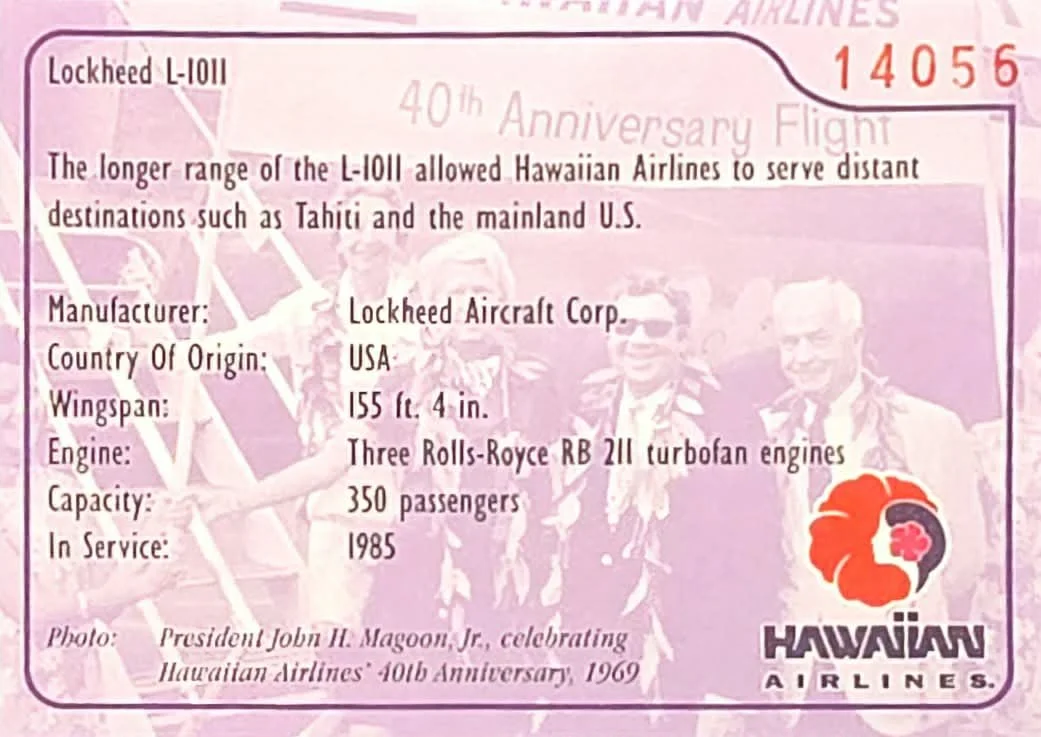 HAWAIIAN AIRLINES
14056
Lockheed L-1011
40th Anniversary Flight
The longer range of the L-1011 allowed Hawaiian Airlines to serve distant
destinations such as Tahiti and the mainland U.S.
Manufacturer: Lockheed Aircraft Corp.
Country Of Origin: USA
Wingspan: 155 ft. 4 in.
Engine: Three Rolls-Royce RB 211 turbofan engines
Capacity: 350 passengers
In Service: 1985
Photo: President John H. Magoon, Jr., celebrating
Hawaiian Airlines' 40th Anniversary, 1969
HAWAIIAN
AIRLINES.